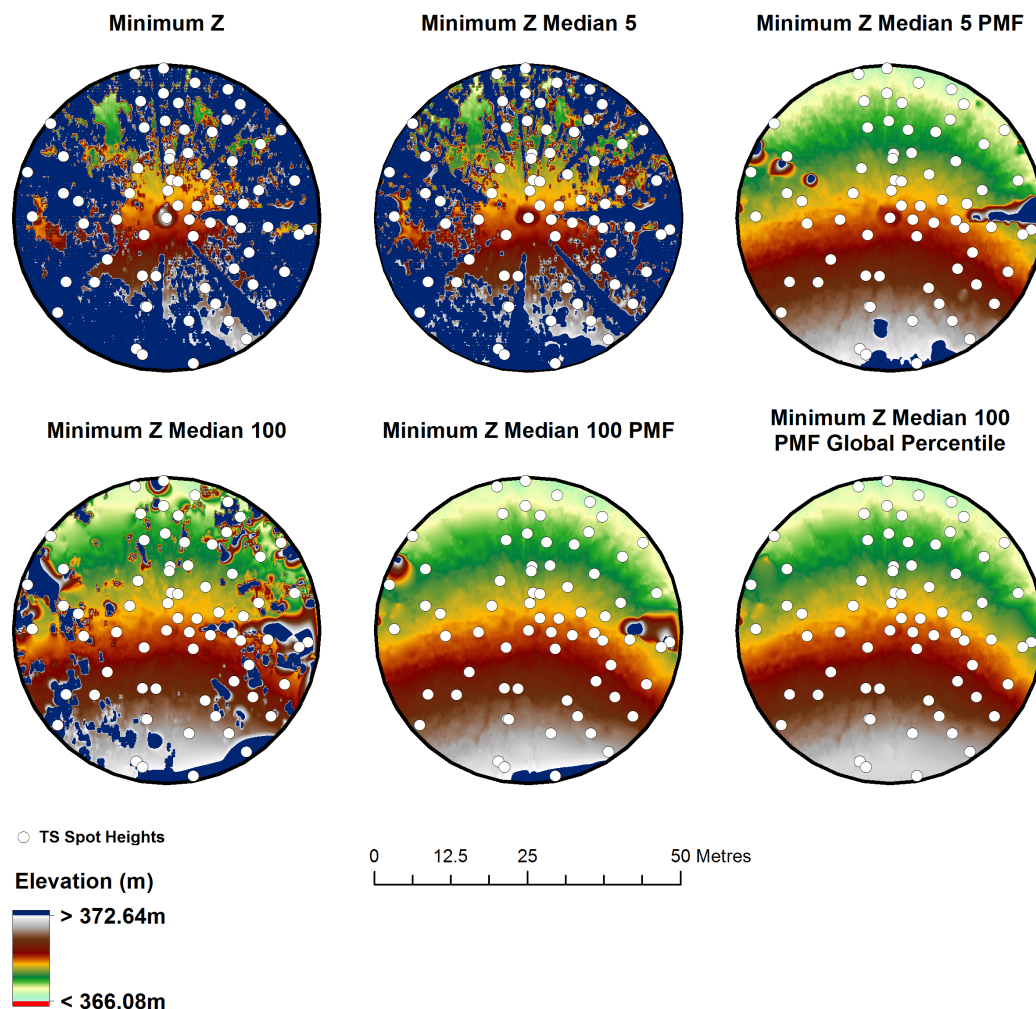 Minimum Z
Minimum Z Median 5
Minimum Z Median 5 PMF
Minimum Z Median 100
Minimum Z Median 100 PMF
Minimum Z Median 100
PMF Global Percentile
TS Spot Heights
0 12.5 25 50 Metres
Elevation (m)
> 372.64m
< 366.08m